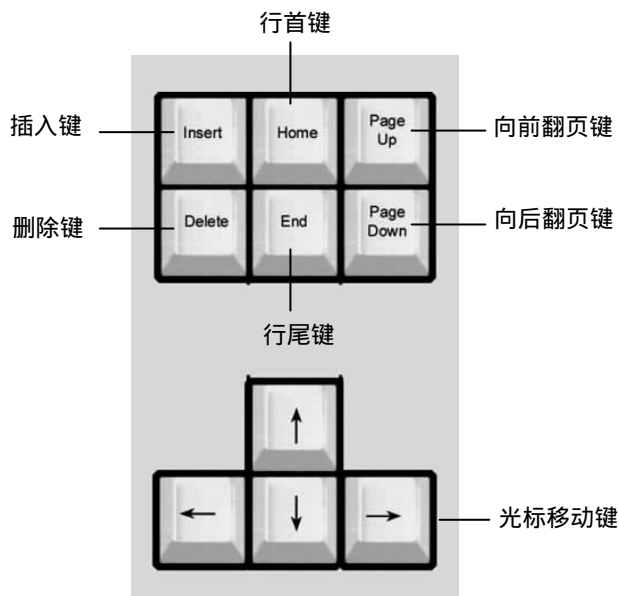 行首键
插入键
Insert
Home
Page
Up
向前翻页键
删除键
Delete
End
Page
Down
向后翻页键
行尾键
↑
←
↓
→
光标移动键